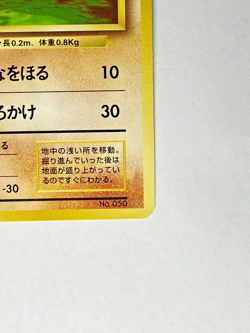 長0.2m、体重0.8Kg
なをほる 10
ろかけ 30
る
地中の浅い所を移動。
掘り進んでいった後は
地面が盛り上がってい
るのですぐにわかる。
-30
No.050